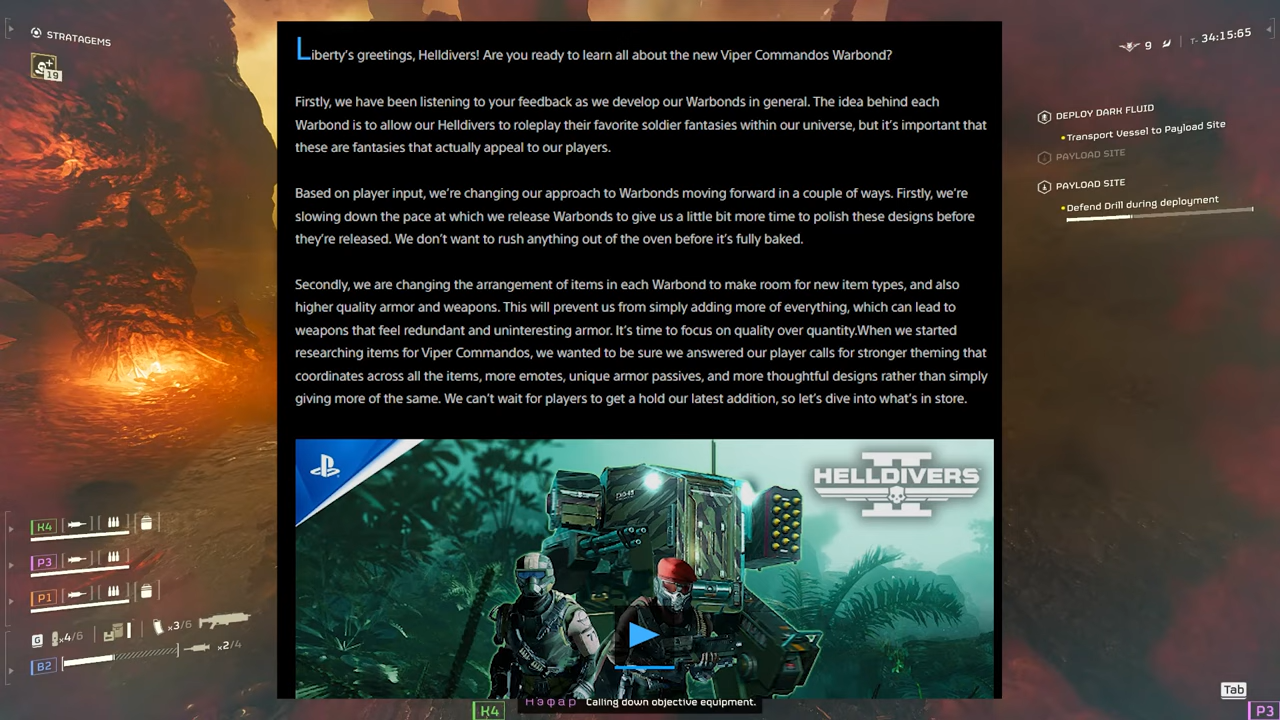 STRATAGEMS
19
9
T- 34:15:65
DEPLOY DARK FLUID
Transport Vessel to Payload Site
PAYLOAD SITE
PAYLOAD SITE
Defend Drill during deployment
Liberty's greetings, Helldivers! Are you ready to learn all about the new Viper Commandos Warbond?
Firstly, we have been listening to your feedback as we develop our Warbonds in general. The idea behind each
Warbond is to allow our Helldivers to roleplay their favorite soldier fantasies within our universe, but it's important that
these are fantasies that actually appeal to our players.
Based on player input, we're changing our approach to Warbonds moving forward in a couple of ways. Firstly, we're
slowing down the pace at which we release Warbonds to give us a little bit more time to polish these designs before
they're released. We don't want to rush anything out of the oven before it's fully baked.
Secondly, we are changing the arrangement of items in each Warbond to make room for new item types, and also
higher quality armor and weapons. This will prevent us from simply adding more of everything, which can lead to
weapons that feel redundant and uninteresting armor. It's time to focus on quality over quantity.When we started
researching items for Viper Commandos, we wanted to be sure we answered our player calls for stronger theming that
coordinates across all the items, more emotes, unique armor passives, and more thoughtful designs rather than simply
giving more of the same. We can't wait for players to get a hold our latest addition, so let's dive into what's in store.
HELLDIVERS
II
K4
P3
P1
G x4/6 x3/6
B2 x2/4
Нэфар Calling down objective equipment.
K4
Tab
P3